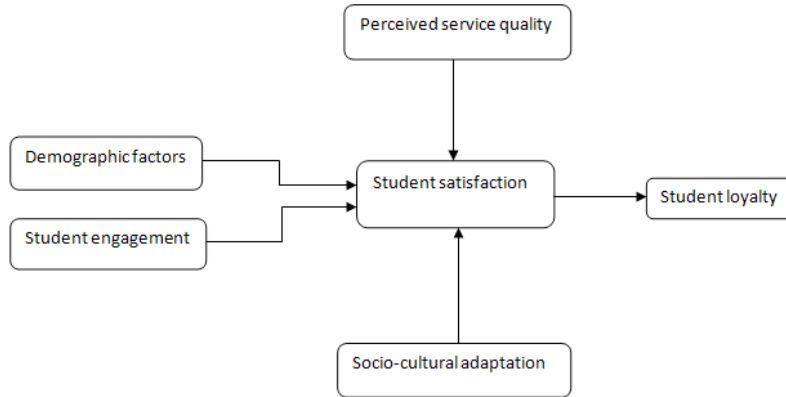 Perceived service quality
Demographic factors
Student satisfaction
Student loyalty
Student engagement
Socio-cultural adaptation